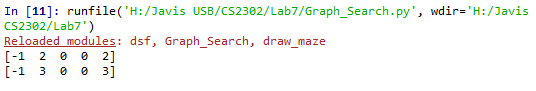 In [11]: runfile('H:/Javis USB/CS2302/Lab7/Graph_Search.py', wdir='H:/Javis
CS2302/Lab7')
Reloaded modules: dsf, Graph_Search, draw_maze
[-1  2  0  0  2]
[-1  3  0  0  3]